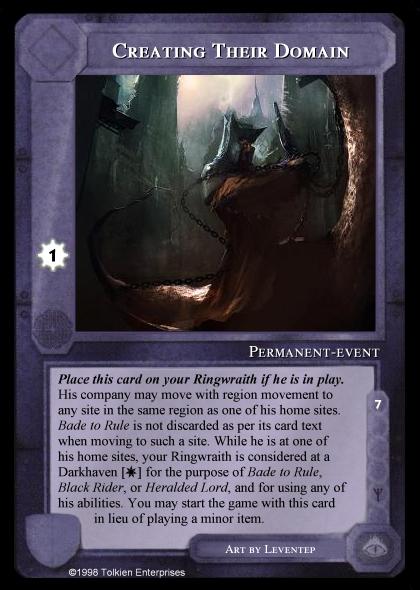 Creating Their Domain
1
Permanent-event
Place this card on your Ringwraith if he is in play.
His company may move with region movement to
any site in the same region as one of his home sites.
Bade to Rule is not discarded as per its card text
when moving to such a site. While he is at one of
his home sites, your Ringwraith is considered at a
Darkhaven [✷] for the purpose of Bade to Rule,
Black Rider, or Heralded Lord, and for using any of
his abilities. You may start the game with this card
in lieu of playing a minor item.
7
Art by Leventep
©1998 Tolkien Enterprises